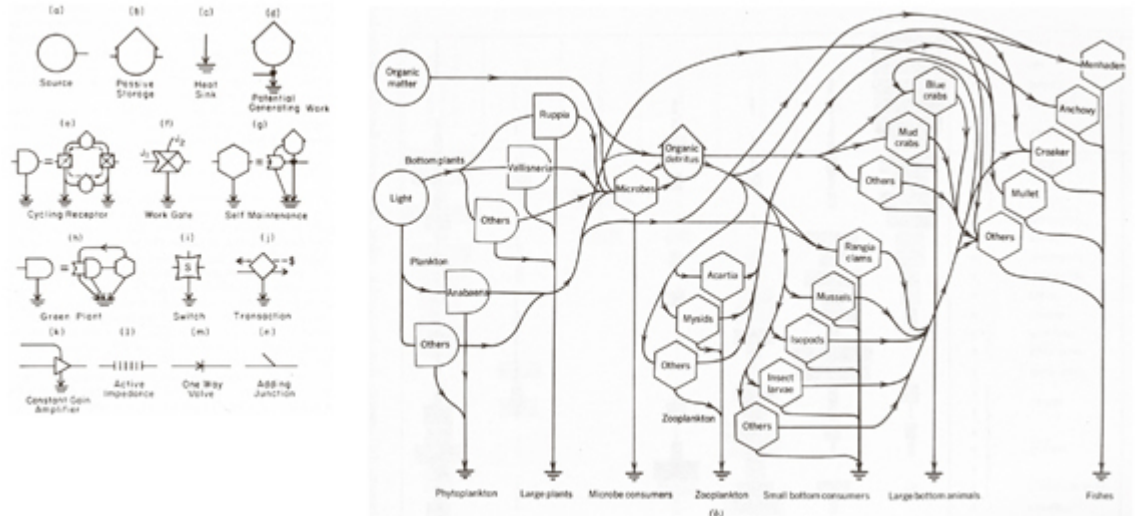 (a)
(b)
(c)
(d)
Source
Passive
Storage
Heat
Sink
Potential
Generating Work
(e)
(f)
(g)
J1
J2
=
=
Cycling Receptor
Work Gate
Self Maintenance
(h)
(i)
(j)
=
S
--$
Green Plant
Switch
Transaction
(k)
(l)
(m)
(n)
Constant Gain
Amplifier
Active
Impedance
One Way
Valve
Adding
Junction
Organic
matter
Light
Bottom plants
Plankton
Ruppia
Vallisneria
Others
Anabaena
Others
Microbes
Organic
detritus
Acartia
Mysids
Others
Zooplankton
Blue
crabs
Mud
crabs
Others
Rangia
clams
Mussels
Isopods
Insect
larvae
Others
Menhaden
Anchovy
Croaker
Mullet
Others
Phytoplankton
Large plants
Microbe consumers
Zooplankton
Small bottom consumers
Large bottom animals
Fishes
(b)